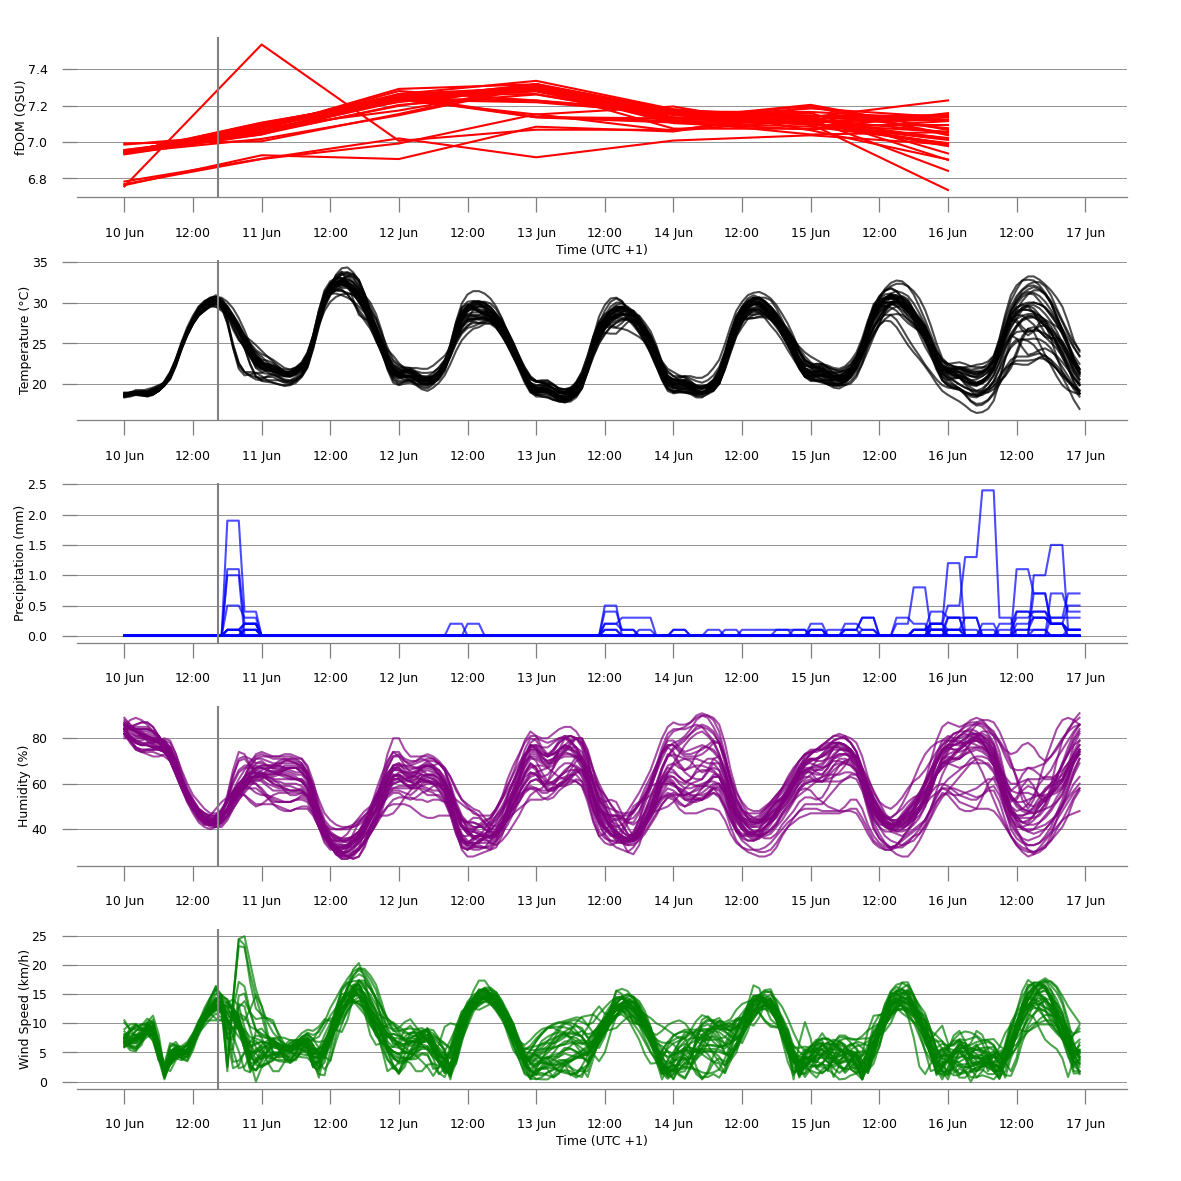 fDOM (QSU)
7.4
7.2
7.0
6.8
10 Jun 12:00 11 Jun 12:00 12 Jun 12:00 13 Jun 12:00 14 Jun 12:00 15 Jun 12:00 16 Jun 12:00 17 Jun
Time (UTC +1)
Temperature (°C)
35
30
25
20
10 Jun 12:00 11 Jun 12:00 12 Jun 12:00 13 Jun 12:00 14 Jun 12:00 15 Jun 12:00 16 Jun 12:00 17 Jun
Precipitation (mm)
2.5
2.0
1.5
1.0
0.5
0.0
10 Jun 12:00 11 Jun 12:00 12 Jun 12:00 13 Jun 12:00 14 Jun 12:00 15 Jun 12:00 16 Jun 12:00 17 Jun
Humidity (%)
80
60
40
10 Jun 12:00 11 Jun 12:00 12 Jun 12:00 13 Jun 12:00 14 Jun 12:00 15 Jun 12:00 16 Jun 12:00 17 Jun
Wind Speed (km/h)
25
20
15
10
5
0
10 Jun 12:00 11 Jun 12:00 12 Jun 12:00 13 Jun 12:00 14 Jun 12:00 15 Jun 12:00 16 Jun 12:00 17 Jun
Time (UTC +1)